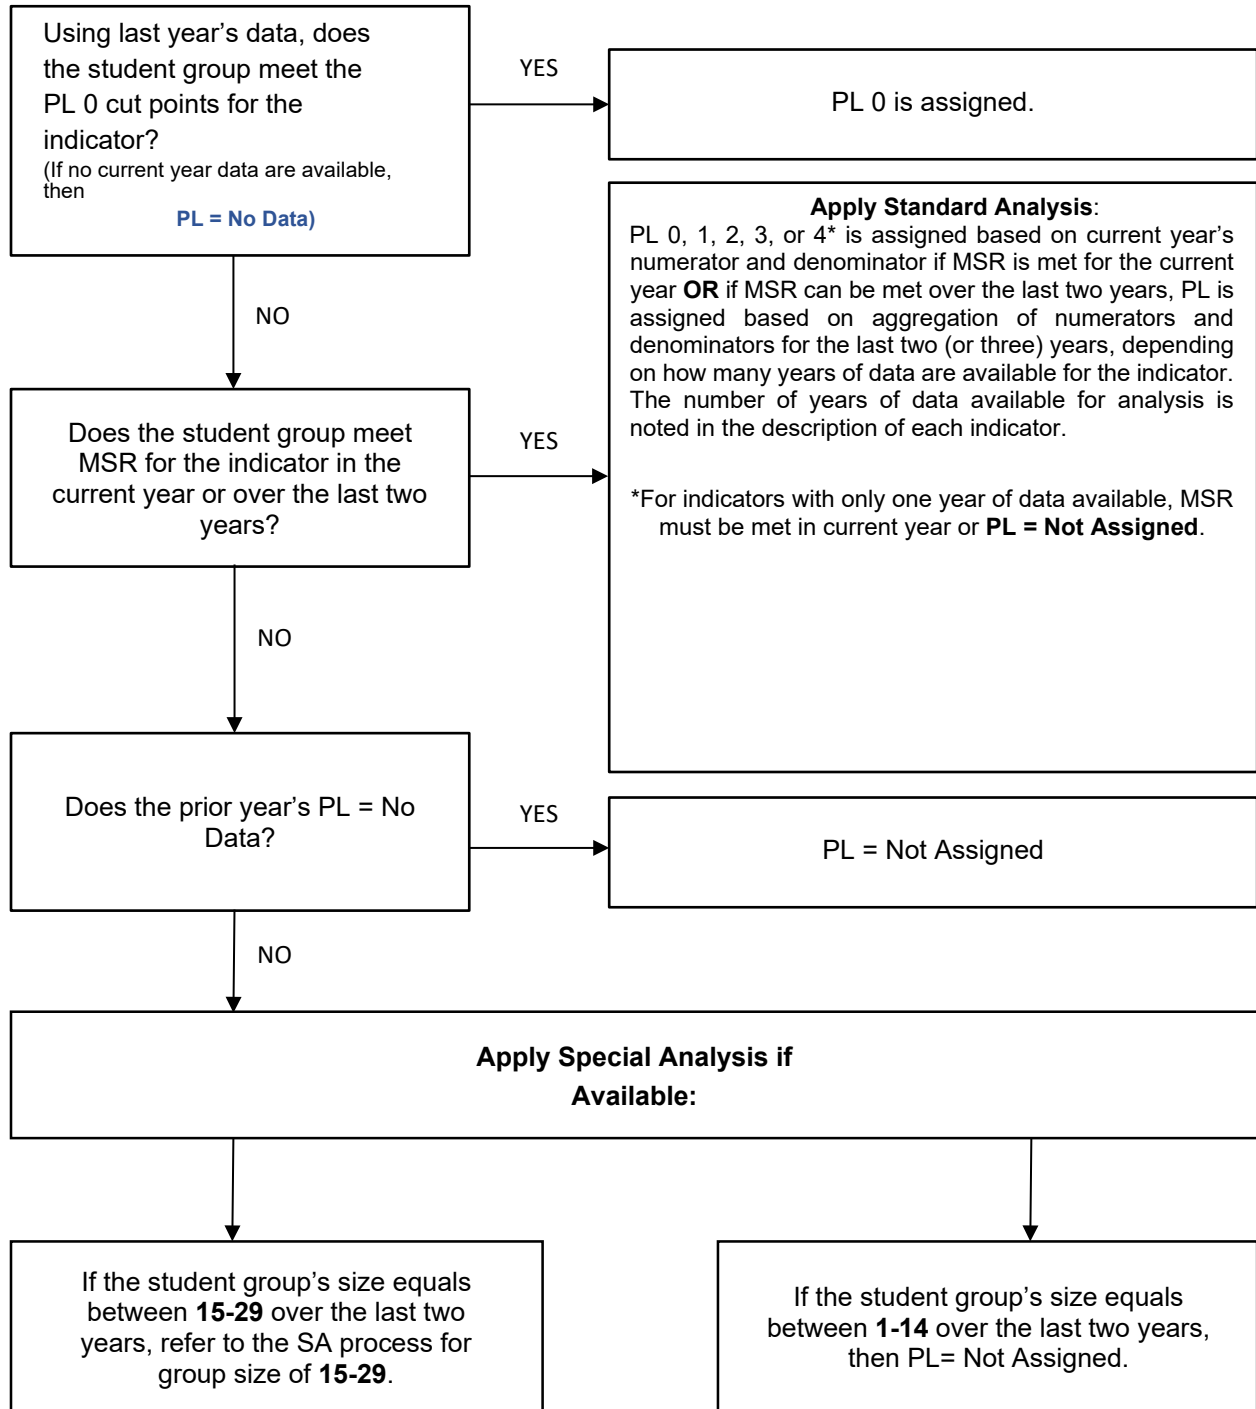 Using last year’s data, does
the student group meet the
PL 0 cut points for the
indicator?
(If no current year data are available,
then
PL = No Data)
YES
PL 0 is assigned.
NO
Apply Standard Analysis:
PL 0, 1, 2, 3, or 4* is assigned based on current year’s
numerator and denominator if MSR is met for the current
year OR if MSR can be met over the last two years, PL is
assigned based on aggregation of numerators and
denominators for the last two (or three) years, depending
on how many years of data are available for the indicator.
The number of years of data available for analysis is
noted in the description of each indicator.
*For indicators with only one year of data available, MSR
must be met in current year or PL = Not Assigned.
Does the student group meet
MSR for the indicator in the
current year or over the last two
years?
YES
NO
Does the prior year’s PL = No
Data?
YES
PL = Not Assigned
NO
Apply Special Analysis if
Available:
If the student group’s size equals
between 15-29 over the last two
years, refer to the SA process for
group size of 15-29.
If the student group’s size equals
between 1-14 over the last two years,
then PL= Not Assigned.